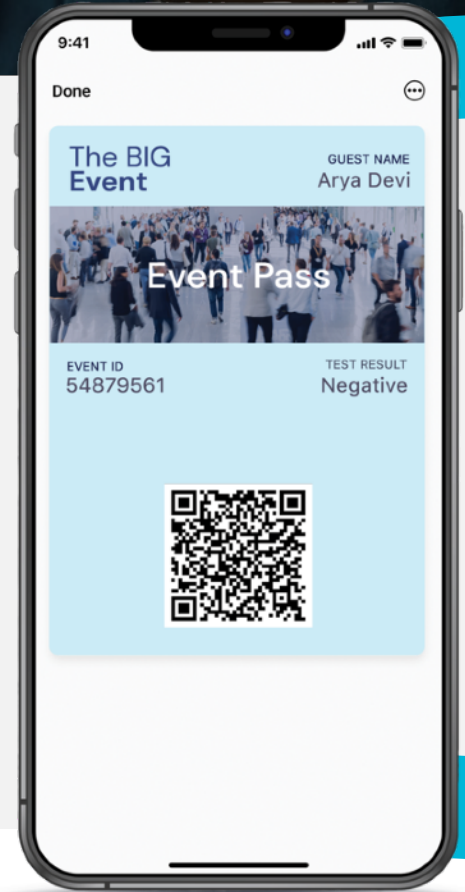 9:41
Done
The BIG
Event
GUEST NAME
Arya Devi
Event Pass
EVENT ID
54879561
TEST RESULT
Negative